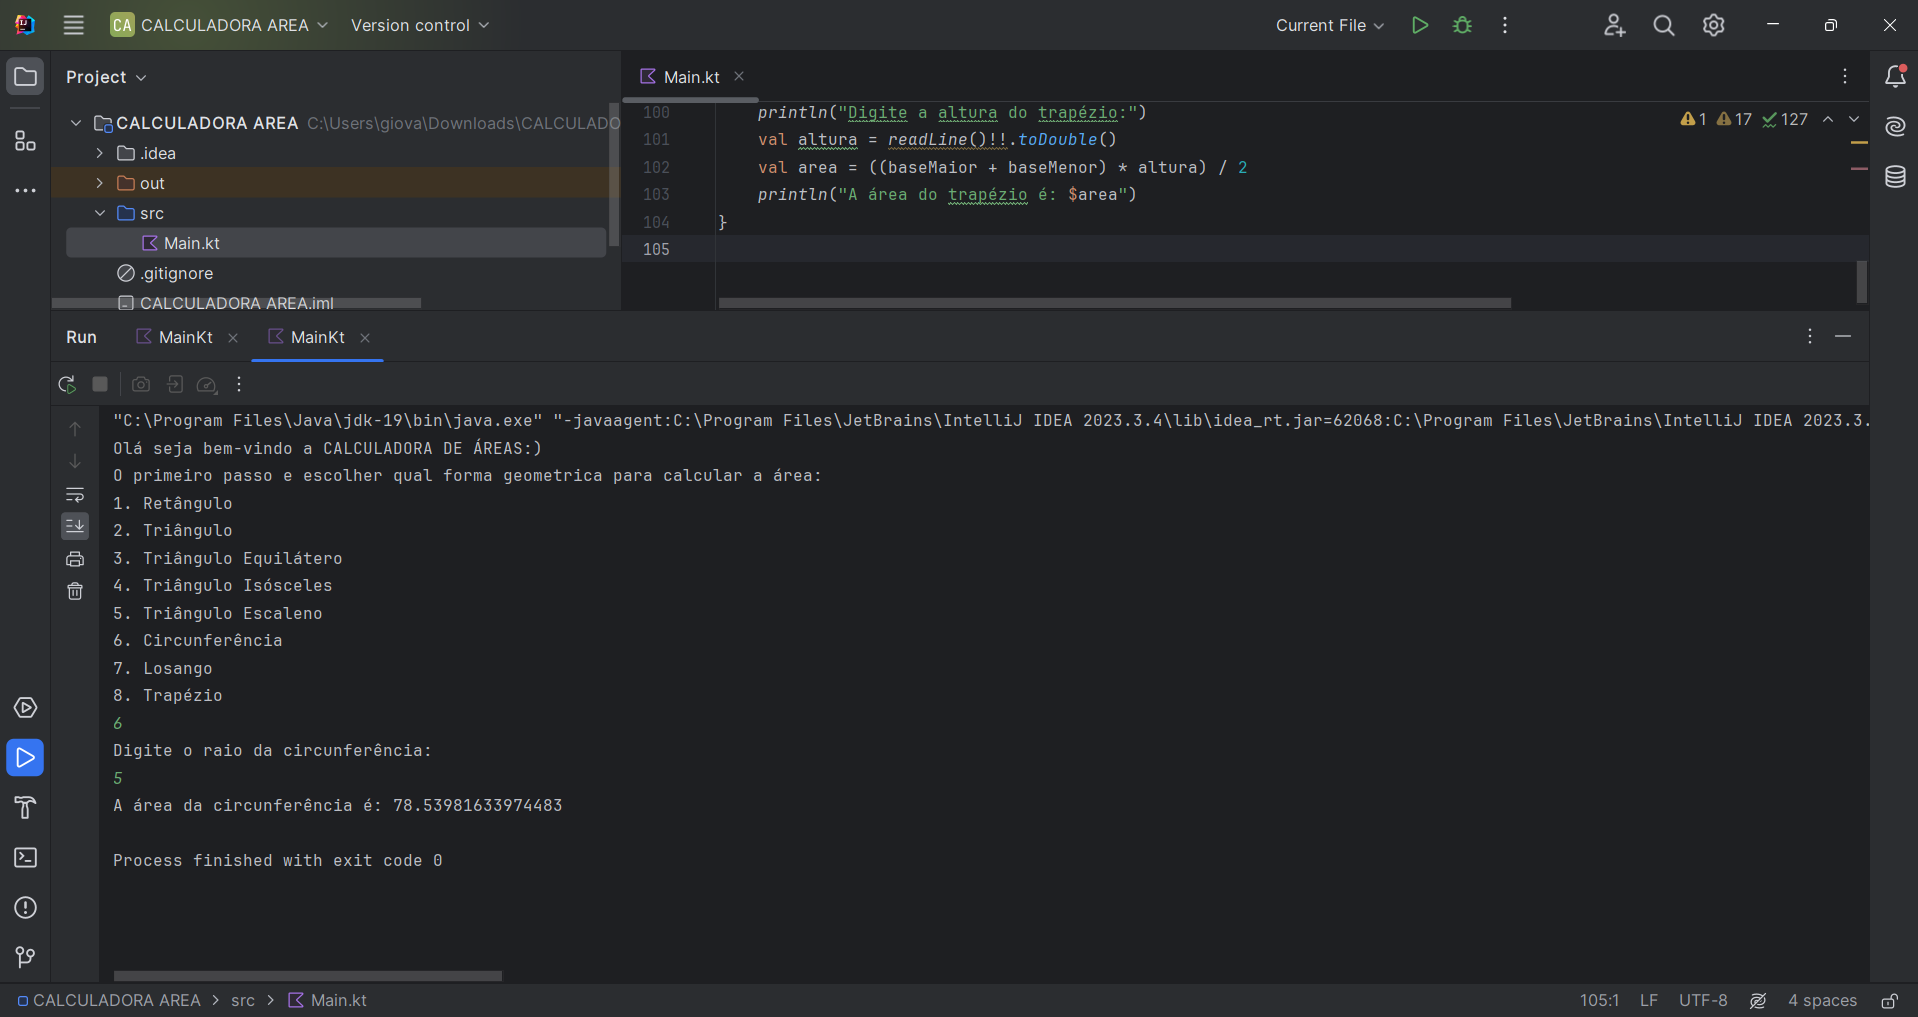 CA CALCULADORA AREA Version control Current File
Project
Main.kt
CALCULADORA AREA C:\Users\giova\Downloads\CALCULADO
.idea
out
src
Main.kt
.gitignore
CALCULADORA AREA.iml
100 println("Digite a altura do trapézio:")
1 17 127
101 val altura = readLine()!!.toDouble()
102 val area = ((baseMaior + baseMenor) * altura) / 2
103 println("A área do trapézio é: $area")
104 }
105
Run MainKt MainKt
"C:\Program Files\Java\jdk-19\bin\java.exe" "-javaagent:C:\Program Files\JetBrains\IntelliJ IDEA 2023.3.4\lib\idea_rt.jar=62068:C:\Program Files\JetBrains\IntelliJ IDEA 2023.3.
Olá seja bem-vindo a CALCULADORA DE ÁREAS:)
O primeiro passo e escolher qual forma geometrica para calcular a área:
1. Retângulo
2. Triângulo
3. Triângulo Equilátero
4. Triângulo Isósceles
5. Triângulo Escaleno
6. Circunferência
7. Losango
8. Trapézio
6
Digite o raio da circunferência:
5
A área da circunferência é: 78.53981633974483
Process finished with exit code 0
CALCULADORA AREA > src > Main.kt
105:1 LF UTF-8 4 spaces